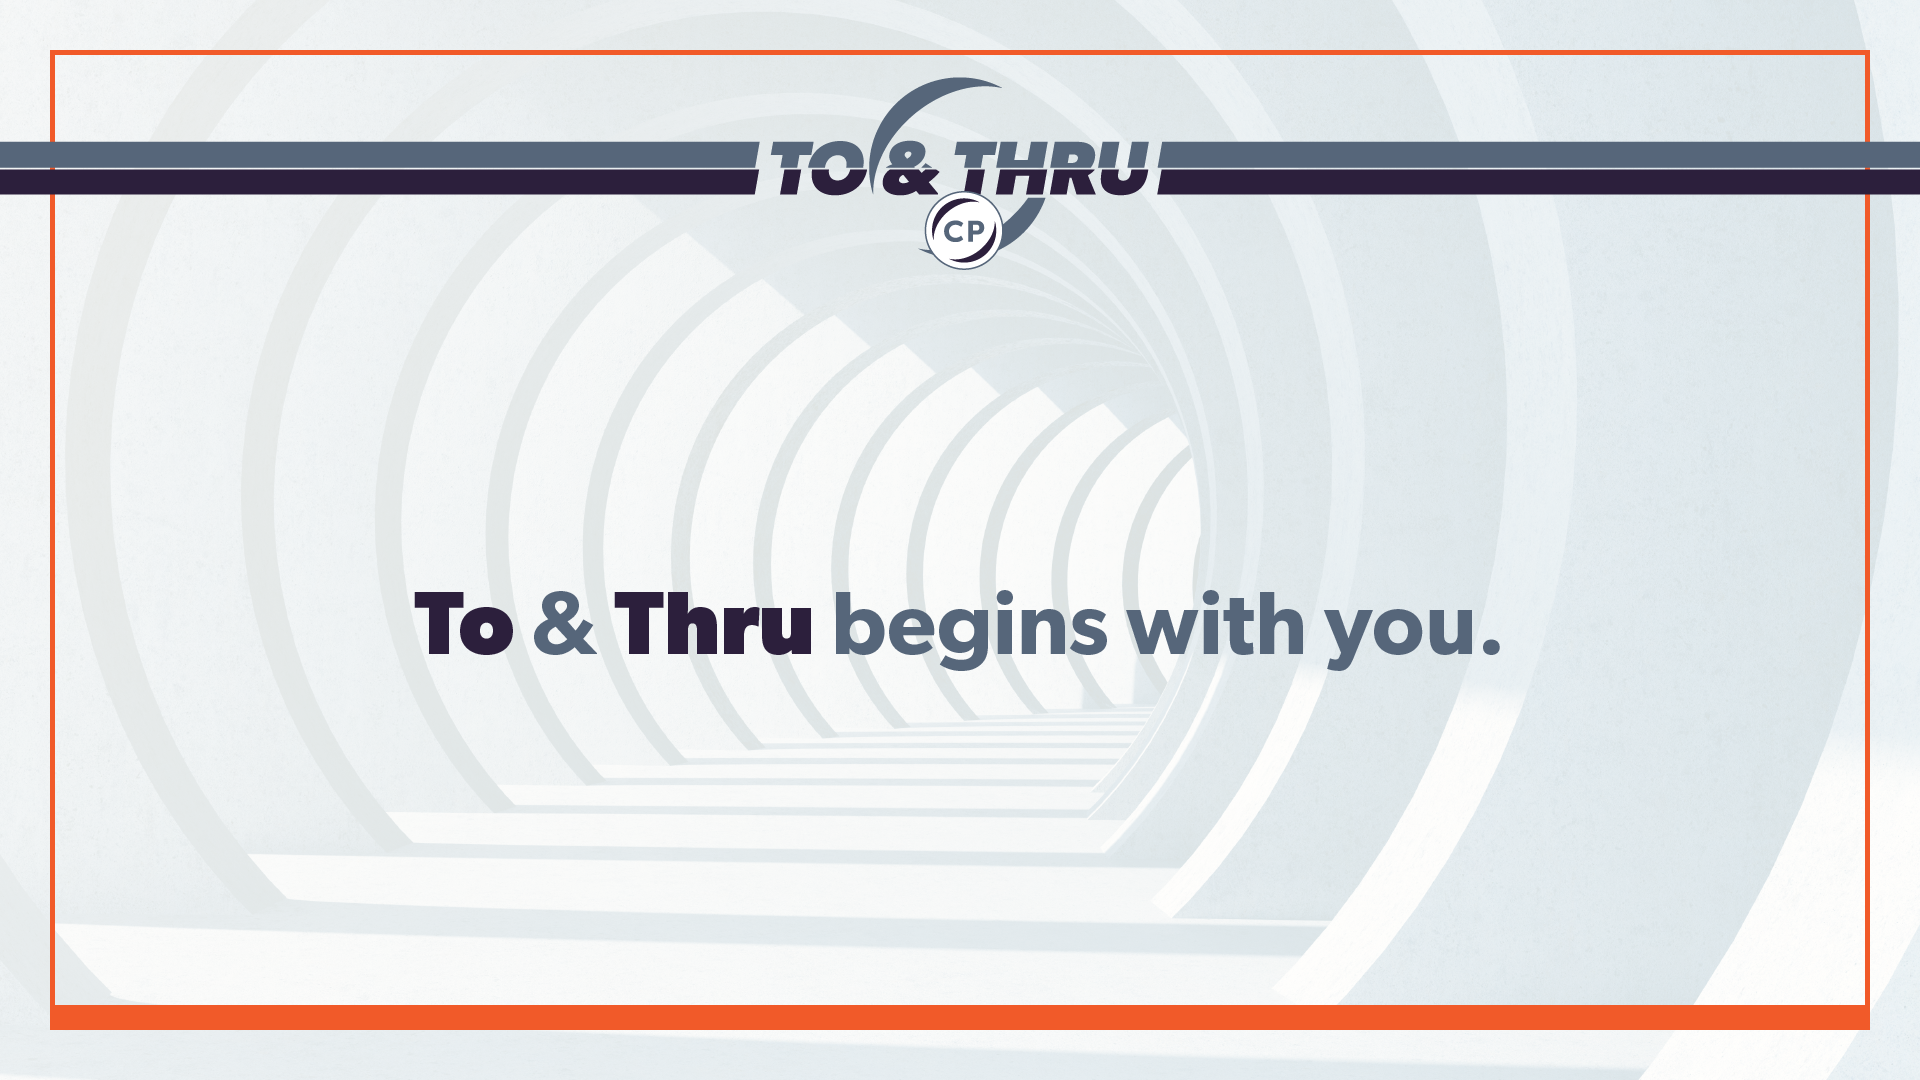 TO & THRU
CP
To & Thru begins with you.